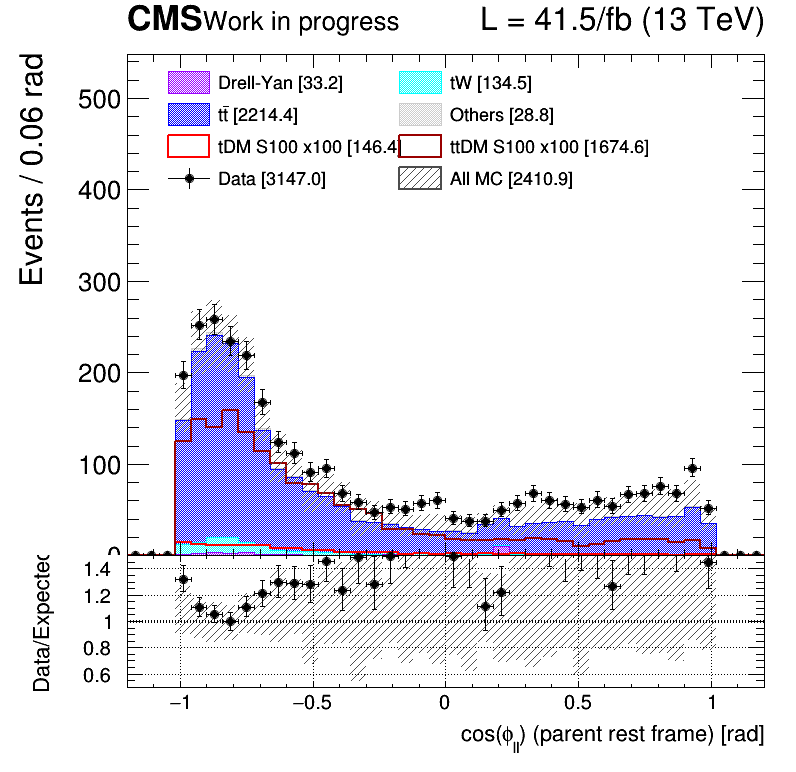 CMS Work in progress L = 41.5/fb (13 TeV)
Events / 0.06 rad
Drell-Yan [33.2] tW [134.5]
tt̄ [2214.4] Others [28.8]
tDM S100 x100 [146.4] ttDM S100 x100 [1674.6]
Data [3147.0] All MC [2410.9]
500
400
300
200
100
0
Data/Expected
1.4
1.2
1
0.8
0.6
−1 −0.5 0 0.5 1
cos(ϕ_ll) (parent rest frame) [rad]